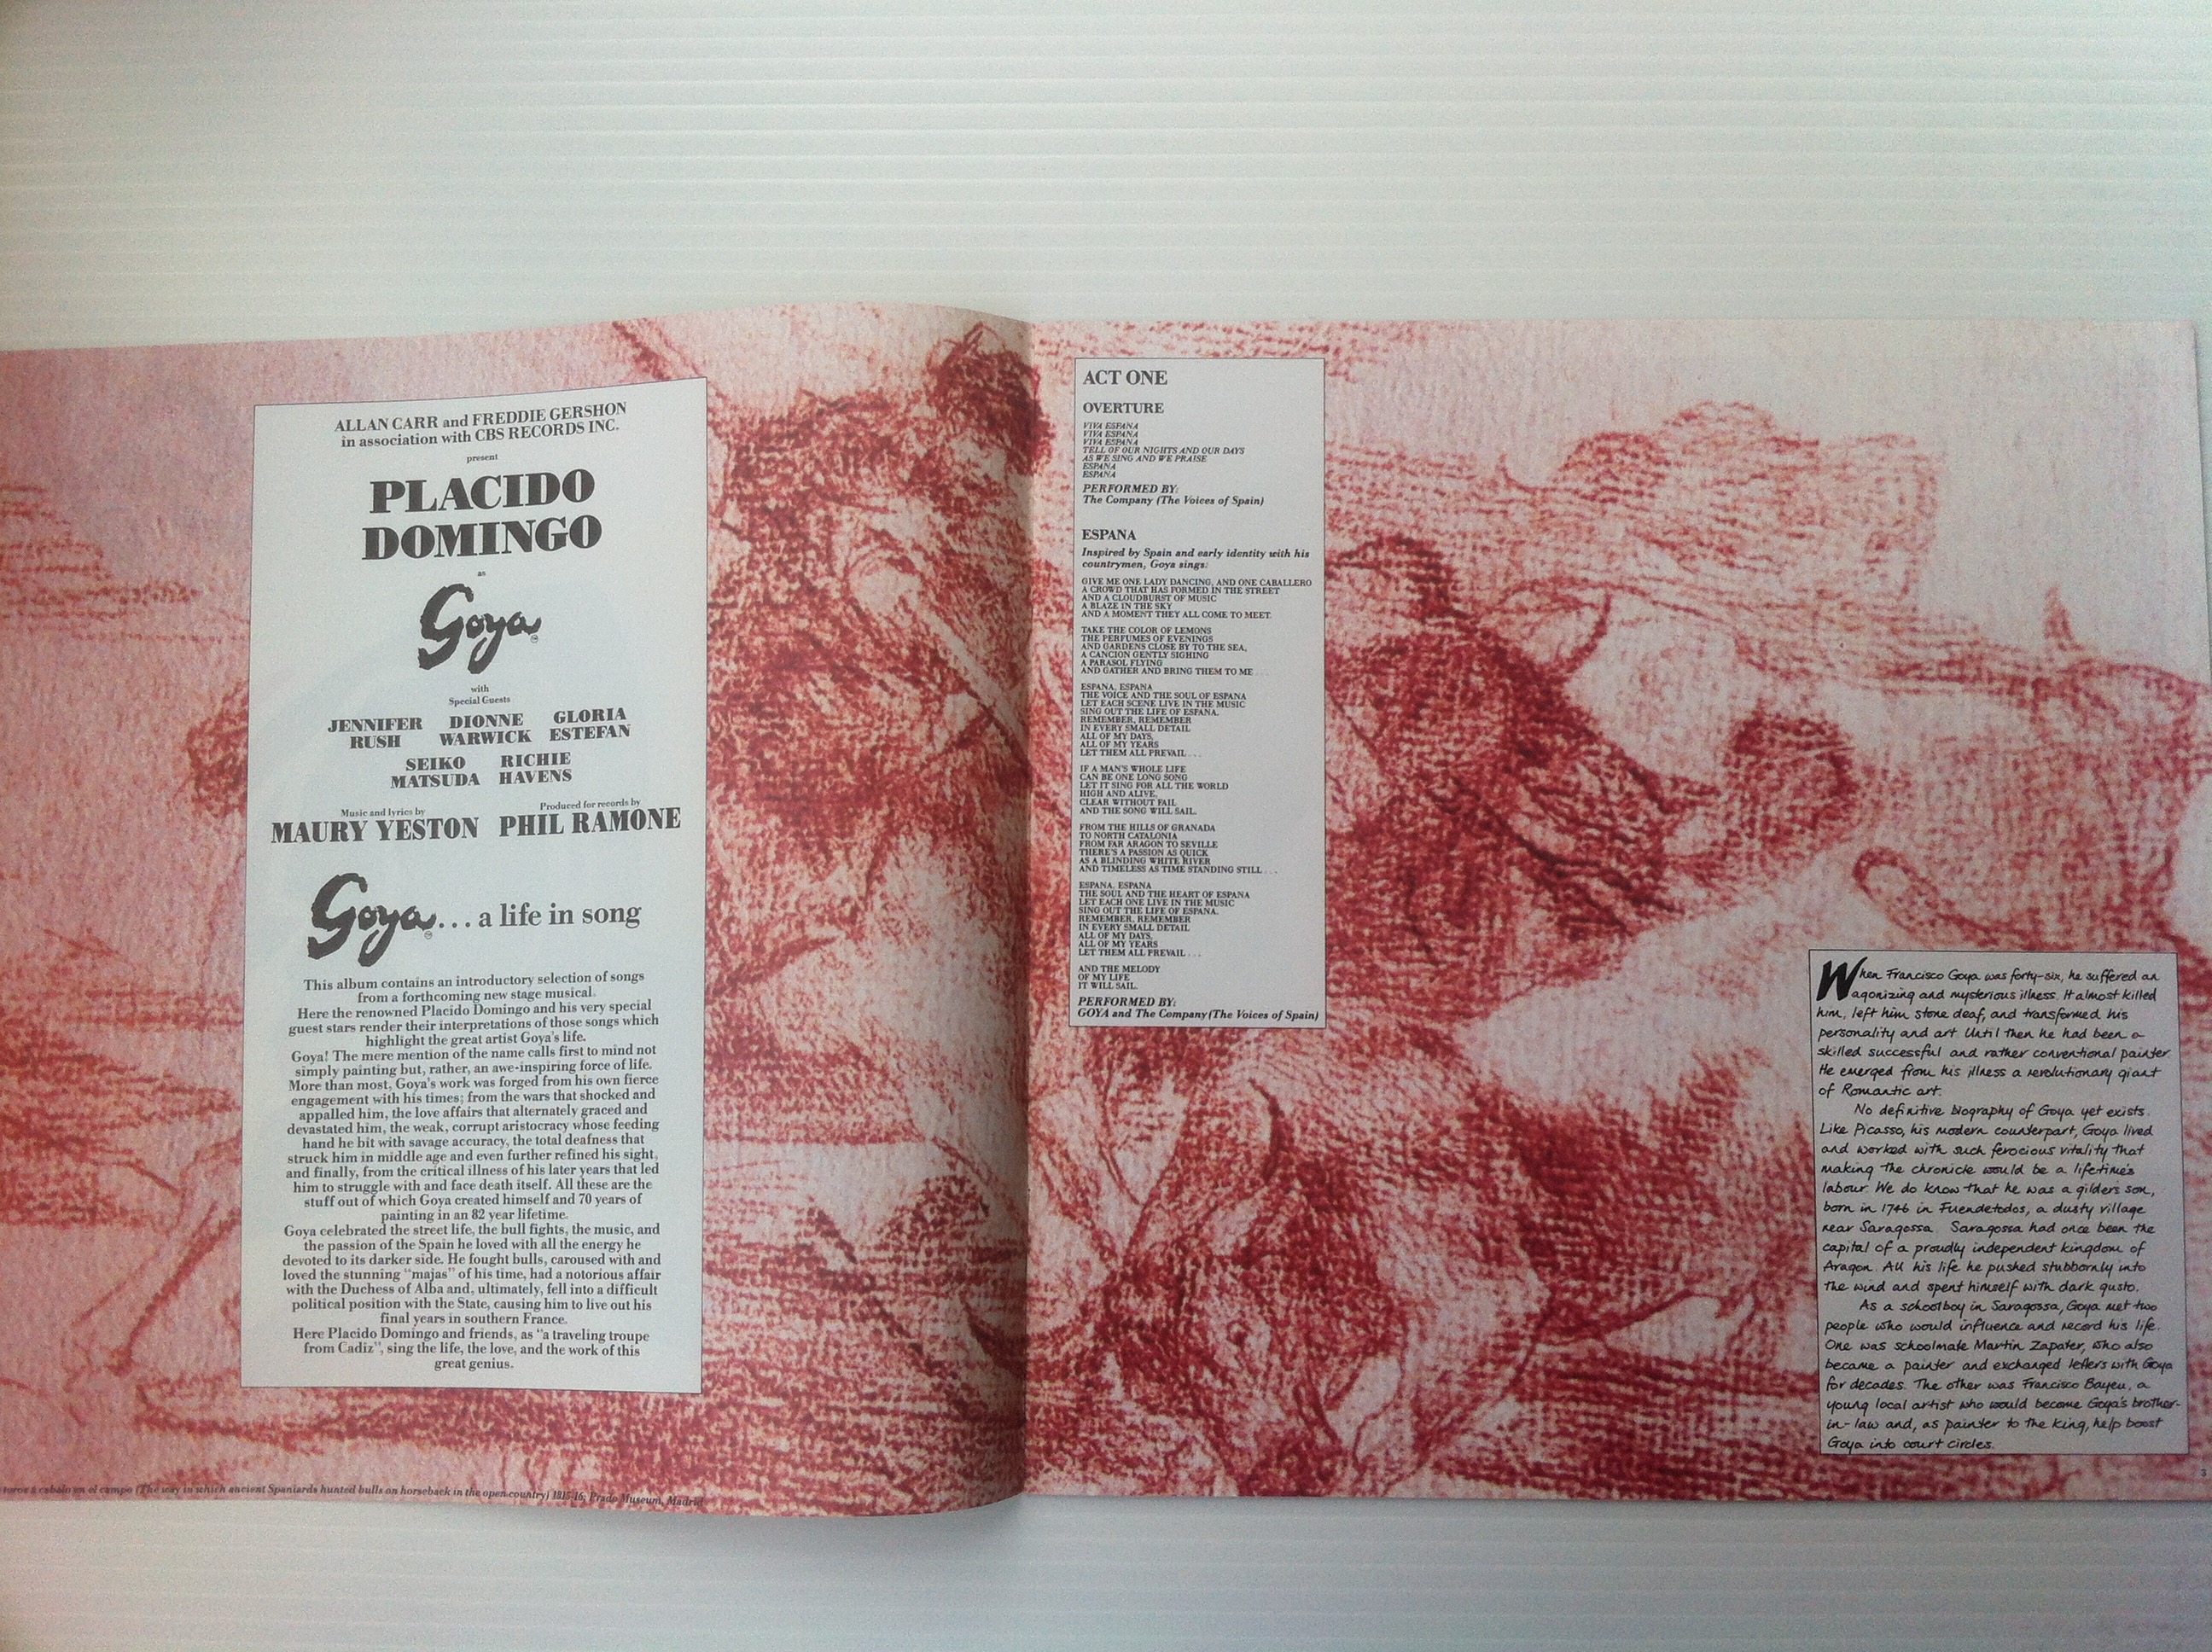 ALLAN CARR and FREDDIE GERSHON
in association with CBS RECORDS INC.
present
PLACIDO
DOMINGO
as
Goya
with
Special Guests
JENNIFER RUSH DIONNE WARWICK GLORIA ESTEFAN
SEIKO MATSUDA RICHIE HAVENS
Music and lyrics by
MAURY YESTON
Produced for records by
PHIL RAMONE
Goya... a life in song
This album contains an introductory selection of songs
from a forthcoming new stage musical.
Here the renowned Placido Domingo and his very special
guest stars render their interpretations of those songs which
highlight the great artist Goya's life.
Goya! The mere mention of the name calls first to mind not
simply painting but, rather, an awe-inspiring force of life.
More than most, Goya's work was forged from his own fierce
engagement with his times; from the wars that shocked and
appalled him, the love affairs that alternately graced and
devastated him, the weak, corrupt aristocracy whose feeding
hand he bit with savage accuracy, the total deafness that
struck him in middle age and even further refined his sight,
and finally, from the critical illness of his later years that led
him to struggle with and face death itself. All these are the
stuff out of which Goya created himself and 70 years of
painting in an 82 year lifetime.
Goya celebrated the street life, the bull fights, the music, and
the passion of the Spain he loved with all the energy he
devoted to its darker side. He fought bulls, caroused with and
loved the stunning "majas" of his time, had a notorious affair
with the Duchess of Alba and, ultimately, fell into a difficult
political position with the State, causing him to live out his
final years in southern France.
Here Placido Domingo and friends, as "a traveling troupe
from Cadiz", sing the life, the love, and the work of this
great genius.
toros a cabalo en el campo (The way in which ancient Spaniards hunted bulls on horseback in the open country) 1815-16; Prado Museum, Madrid
ACT ONE
OVERTURE
VIVA ESPANA
VIVA ESPANA
VIVA ESPANA
TELL OF OUR NIGHTS AND OUR DAYS
AS WE SING AND WE PRAISE
ESPANA
ESPANA
PERFORMED BY:
The Company (The Voices of Spain)
ESPANA
Inspired by Spain and early identity with his
countrymen, Goya sings:
GIVE ME ONE LADY DANCING, AND ONE CABALLERO
A CROWD THAT HAS FORMED IN THE STREET
AND A CLOUDBURST OF MUSIC
A BLAZE IN THE SKY
AND A MOMENT THEY ALL COME TO MEET.
TAKE THE COLOR OF LEMONS
THE PERFUMES OF EVENINGS
AND GARDENS CLOSE BY TO THE SEA,
A CANCION GENTLY SIGHING
A PARASOL FLYING
AND GATHER AND BRING THEM TO ME...
ESPANA, ESPANA
THE VOICE AND THE SOUL OF ESPANA
LET EACH SCENE LIVE IN THE MUSIC
SING OUT THE LIFE OF ESPANA.
REMEMBER, REMEMBER
IN EVERY SMALL DETAIL
ALL OF MY DAYS,
ALL OF MY YEARS
LET THEM ALL PREVAIL...
IF A MAN'S WHOLE LIFE
CAN BE ONE LONG SONG
LET IT SING FOR ALL THE WORLD
HIGH AND ALIVE,
CLEAR WITHOUT FAIL
AND THE SONG WILL SAIL.
FROM THE HILLS OF GRANADA
TO NORTH CATALONIA
FROM FAR ARAGON TO SEVILLE
THERE'S A PASSION AS QUICK
AS A BLINDING WHITE RIVER
AND TIMELESS AS TIME STANDING STILL...
ESPANA, ESPANA
THE SOUL AND THE HEART OF ESPANA
LET EACH ONE LIVE IN THE MUSIC
SING OUT THE LIFE OF ESPANA.
REMEMBER, REMEMBER
IN EVERY SMALL DETAIL
ALL OF MY DAYS,
ALL OF MY YEARS
LET THEM ALL PREVAIL...
AND THE MELODY
OF MY LIFE
IT WILL SAIL.
PERFORMED BY:
GOYA and The Company (The Voices of Spain)
When Francisco Goya was forty-six, he suffered an
agonizing and mysterious illness. It almost killed
him, left him stone deaf, and transformed his
personality and art. Until then he had been a
skilled successful and rather conventional painter.
He emerged from his illness a revolutionary giant
of Romantic art.
No definitive biography of Goya yet exists.
Like Picasso, his modern counterpart, Goya lived
and worked with such ferocious vitality that
making the chronicle would be a lifetime's
labour. We do know that he was a gilder's son,
born in 1746 in Fuendetodos, a dusty village
near Saragossa. Saragossa had once been the
capital of a proudly independent kingdom of
Aragon. All his life he pushed stubbornly into
the wind and spent himself with dark gusto.
As a schoolboy in Saragossa, Goya met two
people who would influence and record his life.
One was schoolmate Martin Zapater, who also
became a painter and exchanged letters with Goya
for decades. The other was Francisco Bayeu, a
young local artist who would become Goya's brother-
in-law and, as painter to the king, help boost
Goya into court circles.
3